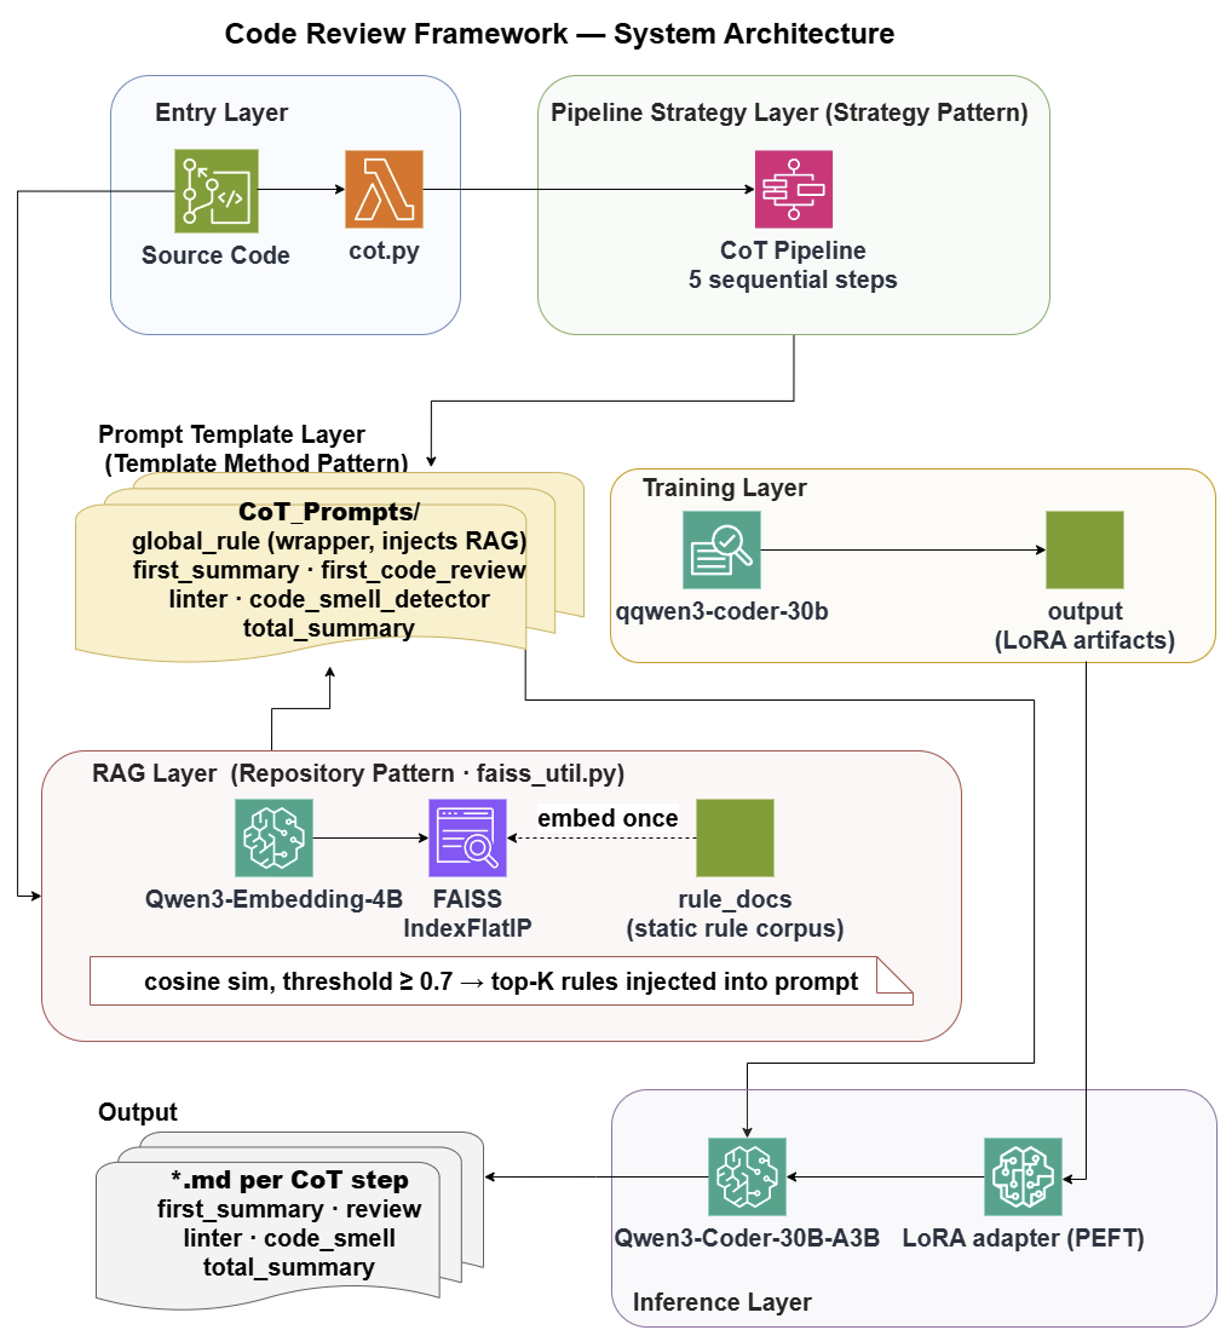 Code Review Framework — System Architecture
Entry Layer
Source Code
cot.py
Pipeline Strategy Layer (Strategy Pattern)
CoT Pipeline
5 sequential steps
Prompt Template Layer
(Template Method Pattern)
CoT_Prompts/
global_rule (wrapper, injects RAG)
first_summary · first_code_review
linter · code_smell_detector
total_summary
Training Layer
qqwen3-coder-30b
output
(LoRA artifacts)
RAG Layer (Repository Pattern · faiss_util.py)
embed once
Qwen3-Embedding-4B
FAISS
IndexFlatIP
rule_docs
(static rule corpus)
cosine sim, threshold ≥ 0.7 → top-K rules injected into prompt
Output
*.md per CoT step
first_summary · review
linter · code_smell
total_summary
Qwen3-Coder-30B-A3B
LoRA adapter (PEFT)
Inference Layer